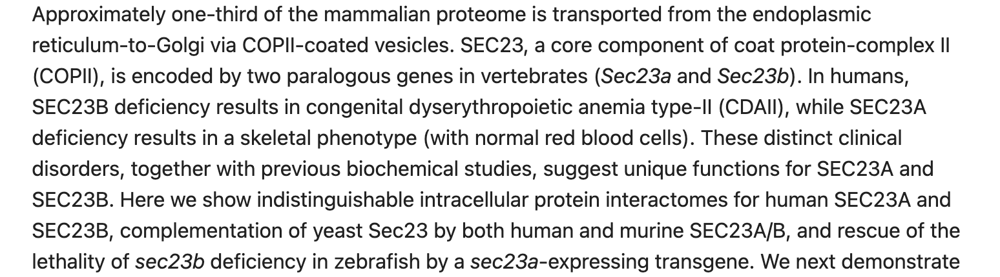 Approximately one-third of the mammalian proteome is transported from the endoplasmic
reticulum-to-Golgi via COPII-coated vesicles. SEC23, a core component of coat protein-complex II
(COPII), is encoded by two paralogous genes in vertebrates (Sec23a and Sec23b). In humans,
SEC23B deficiency results in congenital dyserythropoietic anemia type-II (CDAII), while SEC23A
deficiency results in a skeletal phenotype (with normal red blood cells). These distinct clinical
disorders, together with previous biochemical studies, suggest unique functions for SEC23A and
SEC23B. Here we show indistinguishable intracellular protein interactomes for human SEC23A and
SEC23B, complementation of yeast Sec23 by both human and murine SEC23A/B, and rescue of the
lethality of sec23b deficiency in zebrafish by a sec23a-expressing transgene. We next demonstrate